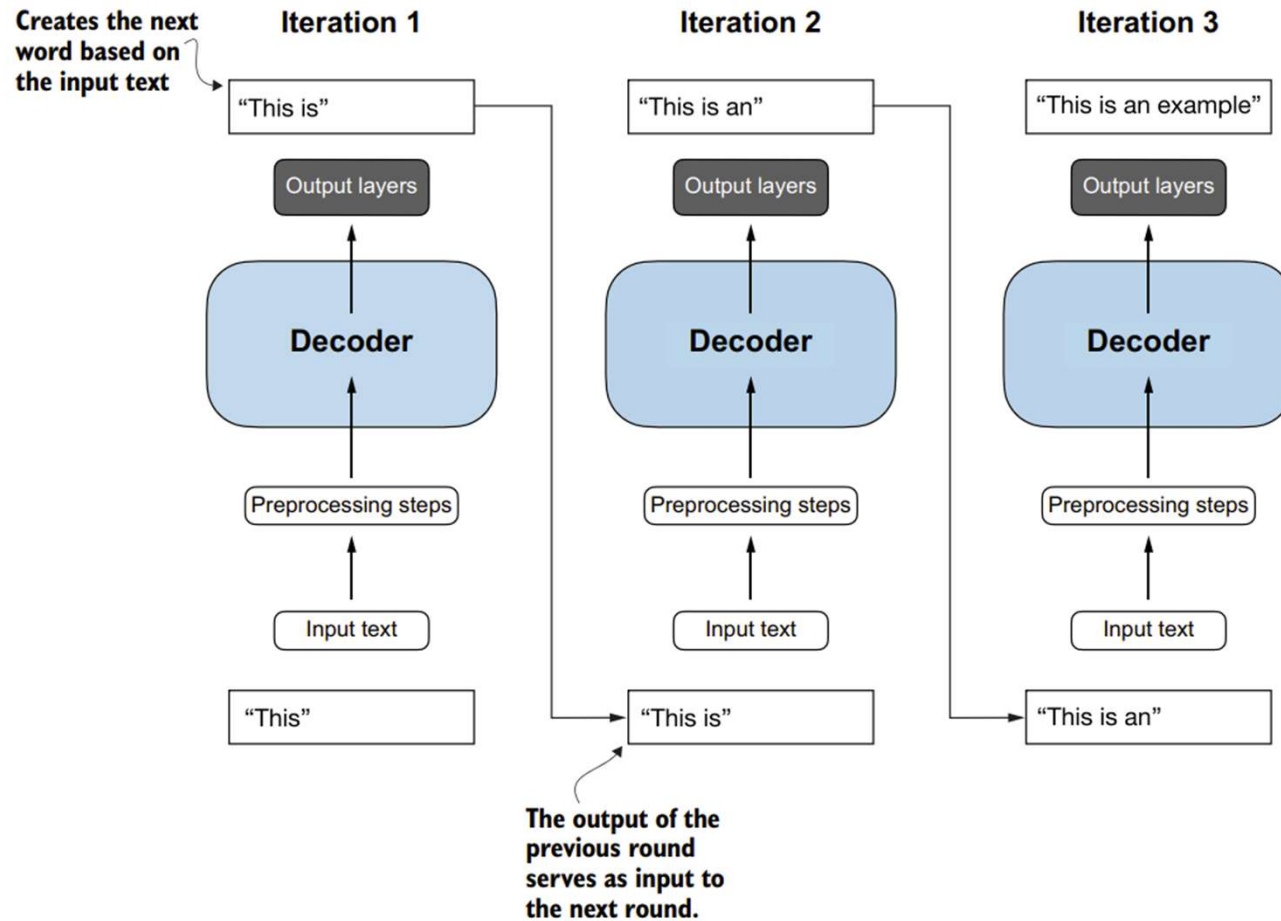 Creates the next
word based on
the input text
Iteration 1
“This is”
Output layers
Decoder
Preprocessing steps
Input text
“This”
Iteration 2
“This is an”
Output layers
Decoder
Preprocessing steps
Input text
“This is”
The output of the
previous round
serves as input to
the next round.
Iteration 3
“This is an example”
Output layers
Decoder
Preprocessing steps
Input text
“This is an”